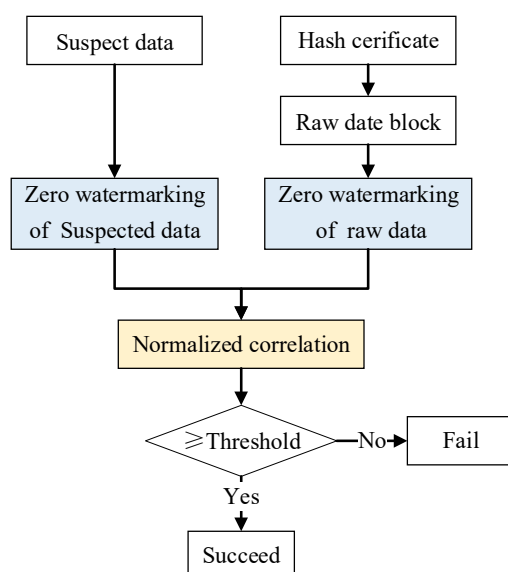 Suspect data
Hash cerificate
Raw date block
Zero watermarking
of Suspected data
Zero watermarking
of raw data
Normalized correlation
⩾Threshold
No
Fail
Yes
Succeed